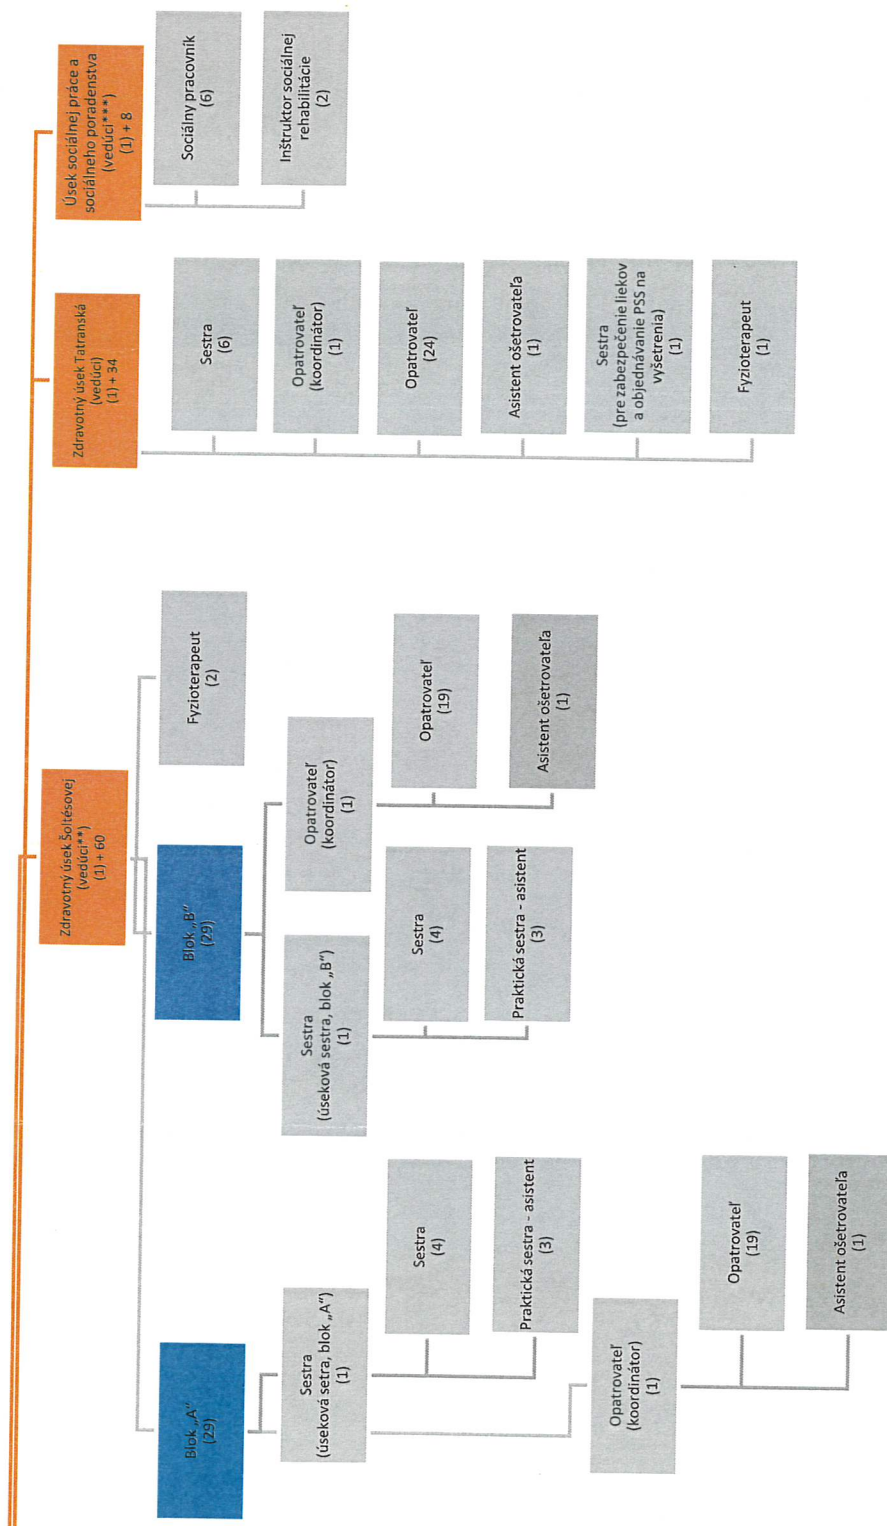 Zdravotný úsek Šoltésovej
(vedúci**)
(1) + 60
Blok „A“
(29)
Sestra
(úseková setra, blok „A“)
(1)
Sestra
(4)
Praktická sestra - asistent
(3)
Opatrovateľ
(koordinátor)
(1)
Opatrovateľ
(19)
Asistent ošetrovateľa
(1)
Blok „B“
(29)
Sestra
(úseková sestra, blok „B“)
(1)
Sestra
(4)
Praktická sestra - asistent
(3)
Opatrovateľ
(koordinátor)
(1)
Opatrovateľ
(19)
Asistent ošetrovateľa
(1)
Fyzioterapeut
(2)
Zdravotný úsek Tatranská
(vedúci)
(1) + 34
Sestra
(6)
Opatrovateľ
(koordinátor)
(1)
Opatrovateľ
(24)
Asistent ošetrovateľa
(1)
Sestra
(pre zabezpečenie liekov
a objednávanie PSS na
vyšetrenia)
(1)
Fyzioterapeut
(1)
Úsek sociálnej práce a
sociálneho poradenstva
(vedúci***)
(1) + 8
Sociálny pracovník
(6)
Inštruktor sociálnej
rehabilitácie
(2)